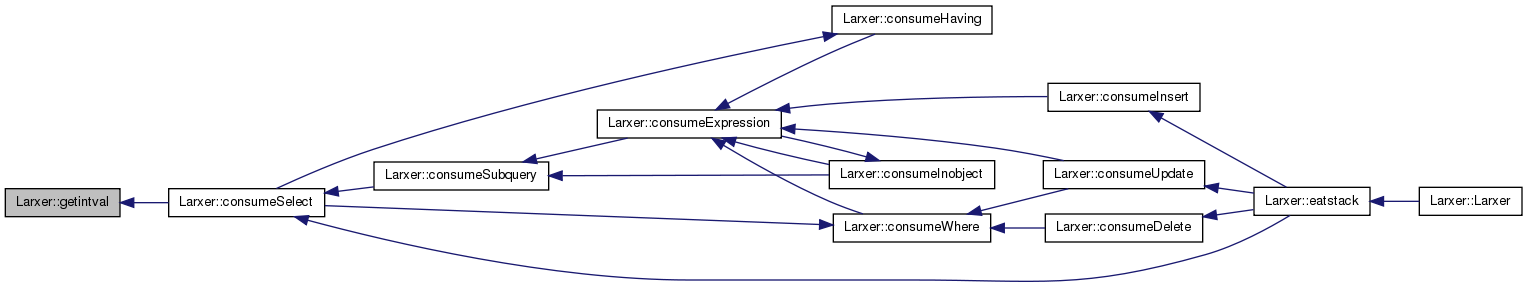 Larxer::consumeHaving
Larxer::consumeInsert
Larxer::consumeExpression
Larxer::consumeSubquery
Larxer::consumeInobject
Larxer::consumeUpdate
Larxer::getintval
Larxer::consumeSelect
Larxer::eatstack
Larxer::Larxer
Larxer::consumeWhere
Larxer::consumeDelete